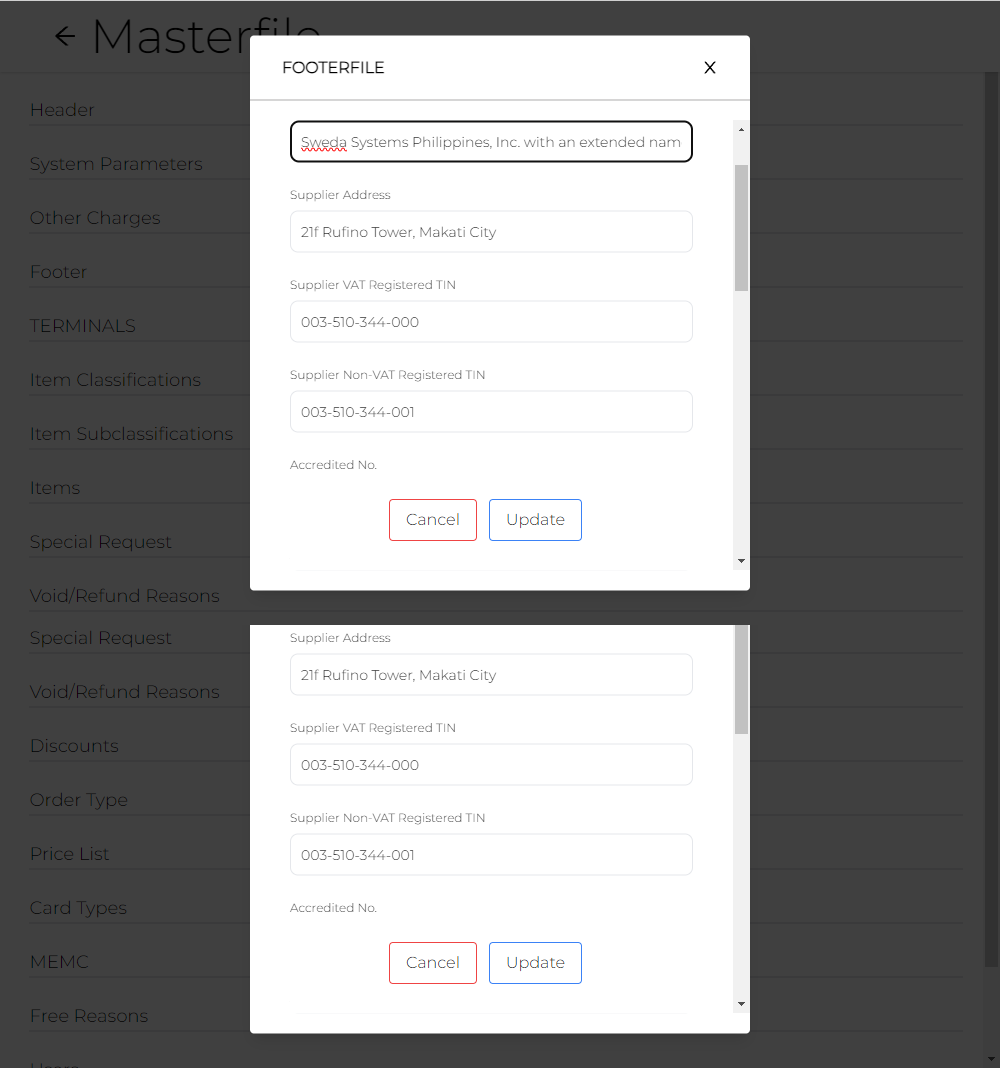 ← Masterfile
FOOTERFILE
X
Header
System Parameters
Other Charges
Footer
TERMINALS
Item Classifications
Item Subclassifications
Items
Special Request
Void/Refund Reasons
Special Request
Void/Refund Reasons
Discounts
Order Type
Price List
Card Types
MEMC
Free Reasons
Users
Sweda Systems Philippines, Inc. with an extended nam
Supplier Address
21f Rufino Tower, Makati City
Supplier VAT Registered TIN
003-510-344-000
Supplier Non-VAT Registered TIN
003-510-344-001
Accredited No.
Cancel
Update
Supplier Address
21f Rufino Tower, Makati City
Supplier VAT Registered TIN
003-510-344-000
Supplier Non-VAT Registered TIN
003-510-344-001
Accredited No.
Cancel
Update